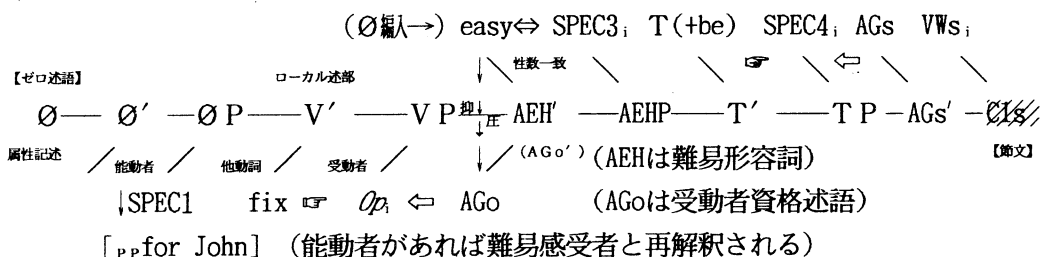 (∅編入→) easy⇔ SPEC3ᵢ T(+be) SPEC4ᵢ AGs VWsᵢ
【ゼロ述語】 ローカル述部 ↓ 性数一致 ☞ ⇦
∅— ∅′ —∅P——V′——VP抑↓圧—AEH′——AEHP——T′——TP—AGs′—Cls
属性記述 能動者 他動詞 受動者 ↓ (AGo′) (AEHは難易形容詞) 【節文】
↓SPEC1 fix ☞ Opᵢ ⇦ AGo (AGoは受動者資格述語)
[PPfor John] (能動者があれば難易感受者と再解釈される)